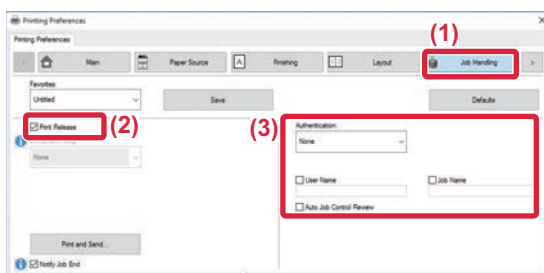 Printing Preferences
Printing Preferences
(1)
Main
Paper Source
A
Finishing
Layout
Job Handling
Favorites:
Untitled
Save
Defaults
Print Release
(2)
(3)
Authentication:
None
None
User Name
Job Name
Auto Job Control Review
Print and Send...
Notify Job End